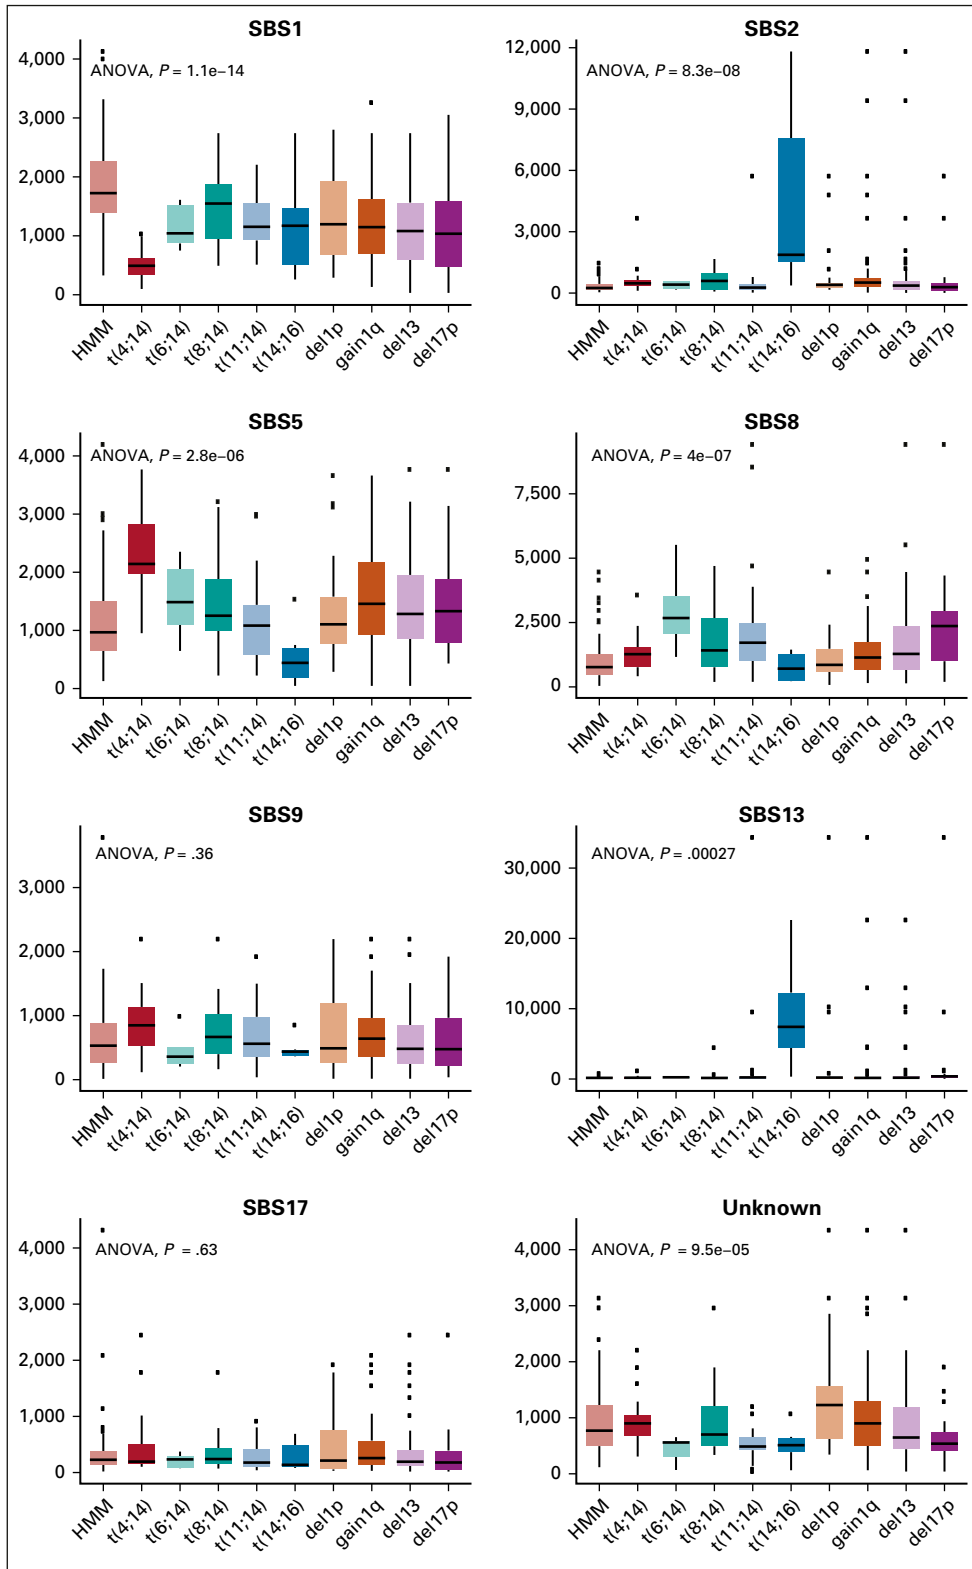 SBS1
ANOVA, P = 1.1e–14
4,000
3,000
2,000
1,000
0
HMM
t(4;14)
t(6;14)
t(8;14)
t(11;14)
t(14;16)
del1p
gain1q
del13
del17p
SBS2
ANOVA, P = 8.3e–08
12,000
9,000
6,000
3,000
0
HMM
t(4;14)
t(6;14)
t(8;14)
t(11;14)
t(14;16)
del1p
gain1q
del13
del17p
SBS5
ANOVA, P = 2.8e–06
4,000
3,000
2,000
1,000
0
HMM
t(4;14)
t(6;14)
t(8;14)
t(11;14)
t(14;16)
del1p
gain1q
del13
del17p
SBS8
ANOVA, P = 4e–07
7,500
5,000
2,500
0
HMM
t(4;14)
t(6;14)
t(8;14)
t(11;14)
t(14;16)
del1p
gain1q
del13
del17p
SBS9
ANOVA, P = .36
3,000
2,000
1,000
0
HMM
t(4;14)
t(6;14)
t(8;14)
t(11;14)
t(14;16)
del1p
gain1q
del13
del17p
SBS13
ANOVA, P = .00027
30,000
20,000
10,000
0
HMM
t(4;14)
t(6;14)
t(8;14)
t(11;14)
t(14;16)
del1p
gain1q
del13
del17p
SBS17
ANOVA, P = .63
4,000
3,000
2,000
1,000
0
HMM
t(4;14)
t(6;14)
t(8;14)
t(11;14)
t(14;16)
del1p
gain1q
del13
del17p
Unknown
ANOVA, P = 9.5e–05
4,000
3,000
2,000
1,000
0
HMM
t(4;14)
t(6;14)
t(8;14)
t(11;14)
t(14;16)
del1p
gain1q
del13
del17p